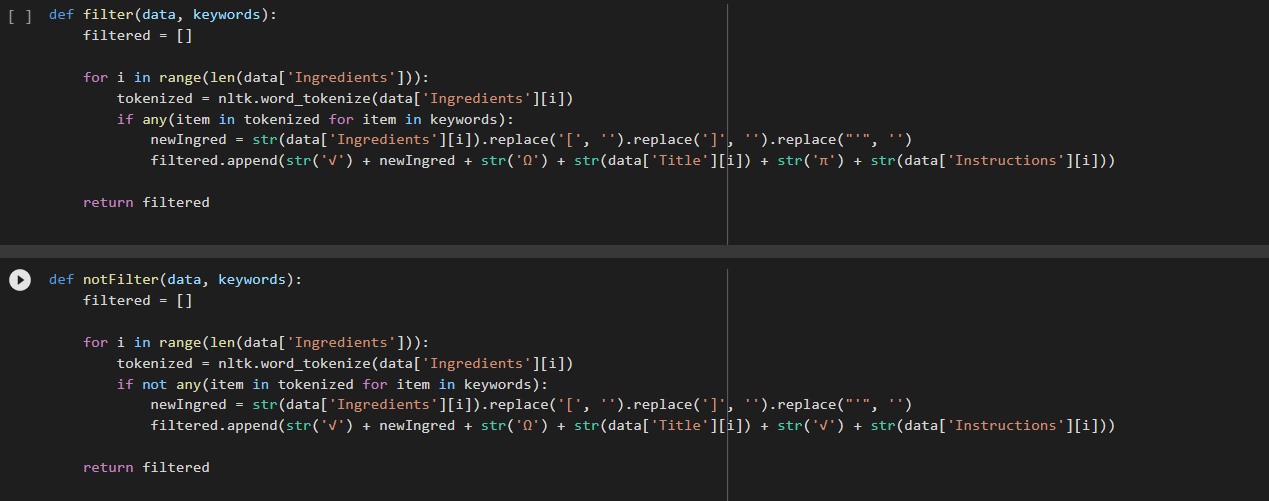 [ ] def filter(data, keywords):
    filtered = []

    for i in range(len(data['Ingredients'])):
        tokenized = nltk.word_tokenize(data['Ingredients'][i])
        if any(item in tokenized for item in keywords):
            newIngred = str(data['Ingredients'][i]).replace('[', '').replace(']', '').replace("'", '')
            filtered.append(str('√') + newIngred + str('Ω') + str(data['Title'][i]) + str('π') + str(data['Instructions'][i]))

    return filtered

def notFilter(data, keywords):
    filtered = []

    for i in range(len(data['Ingredients'])):
        tokenized = nltk.word_tokenize(data['Ingredients'][i])
        if not any(item in tokenized for item in keywords):
            newIngred = str(data['Ingredients'][i]).replace('[', '').replace(']', '').replace("'", '')
            filtered.append(str('√') + newIngred + str('Ω') + str(data['Title'][i]) + str('√') + str(data['Instructions'][i]))

    return filtered